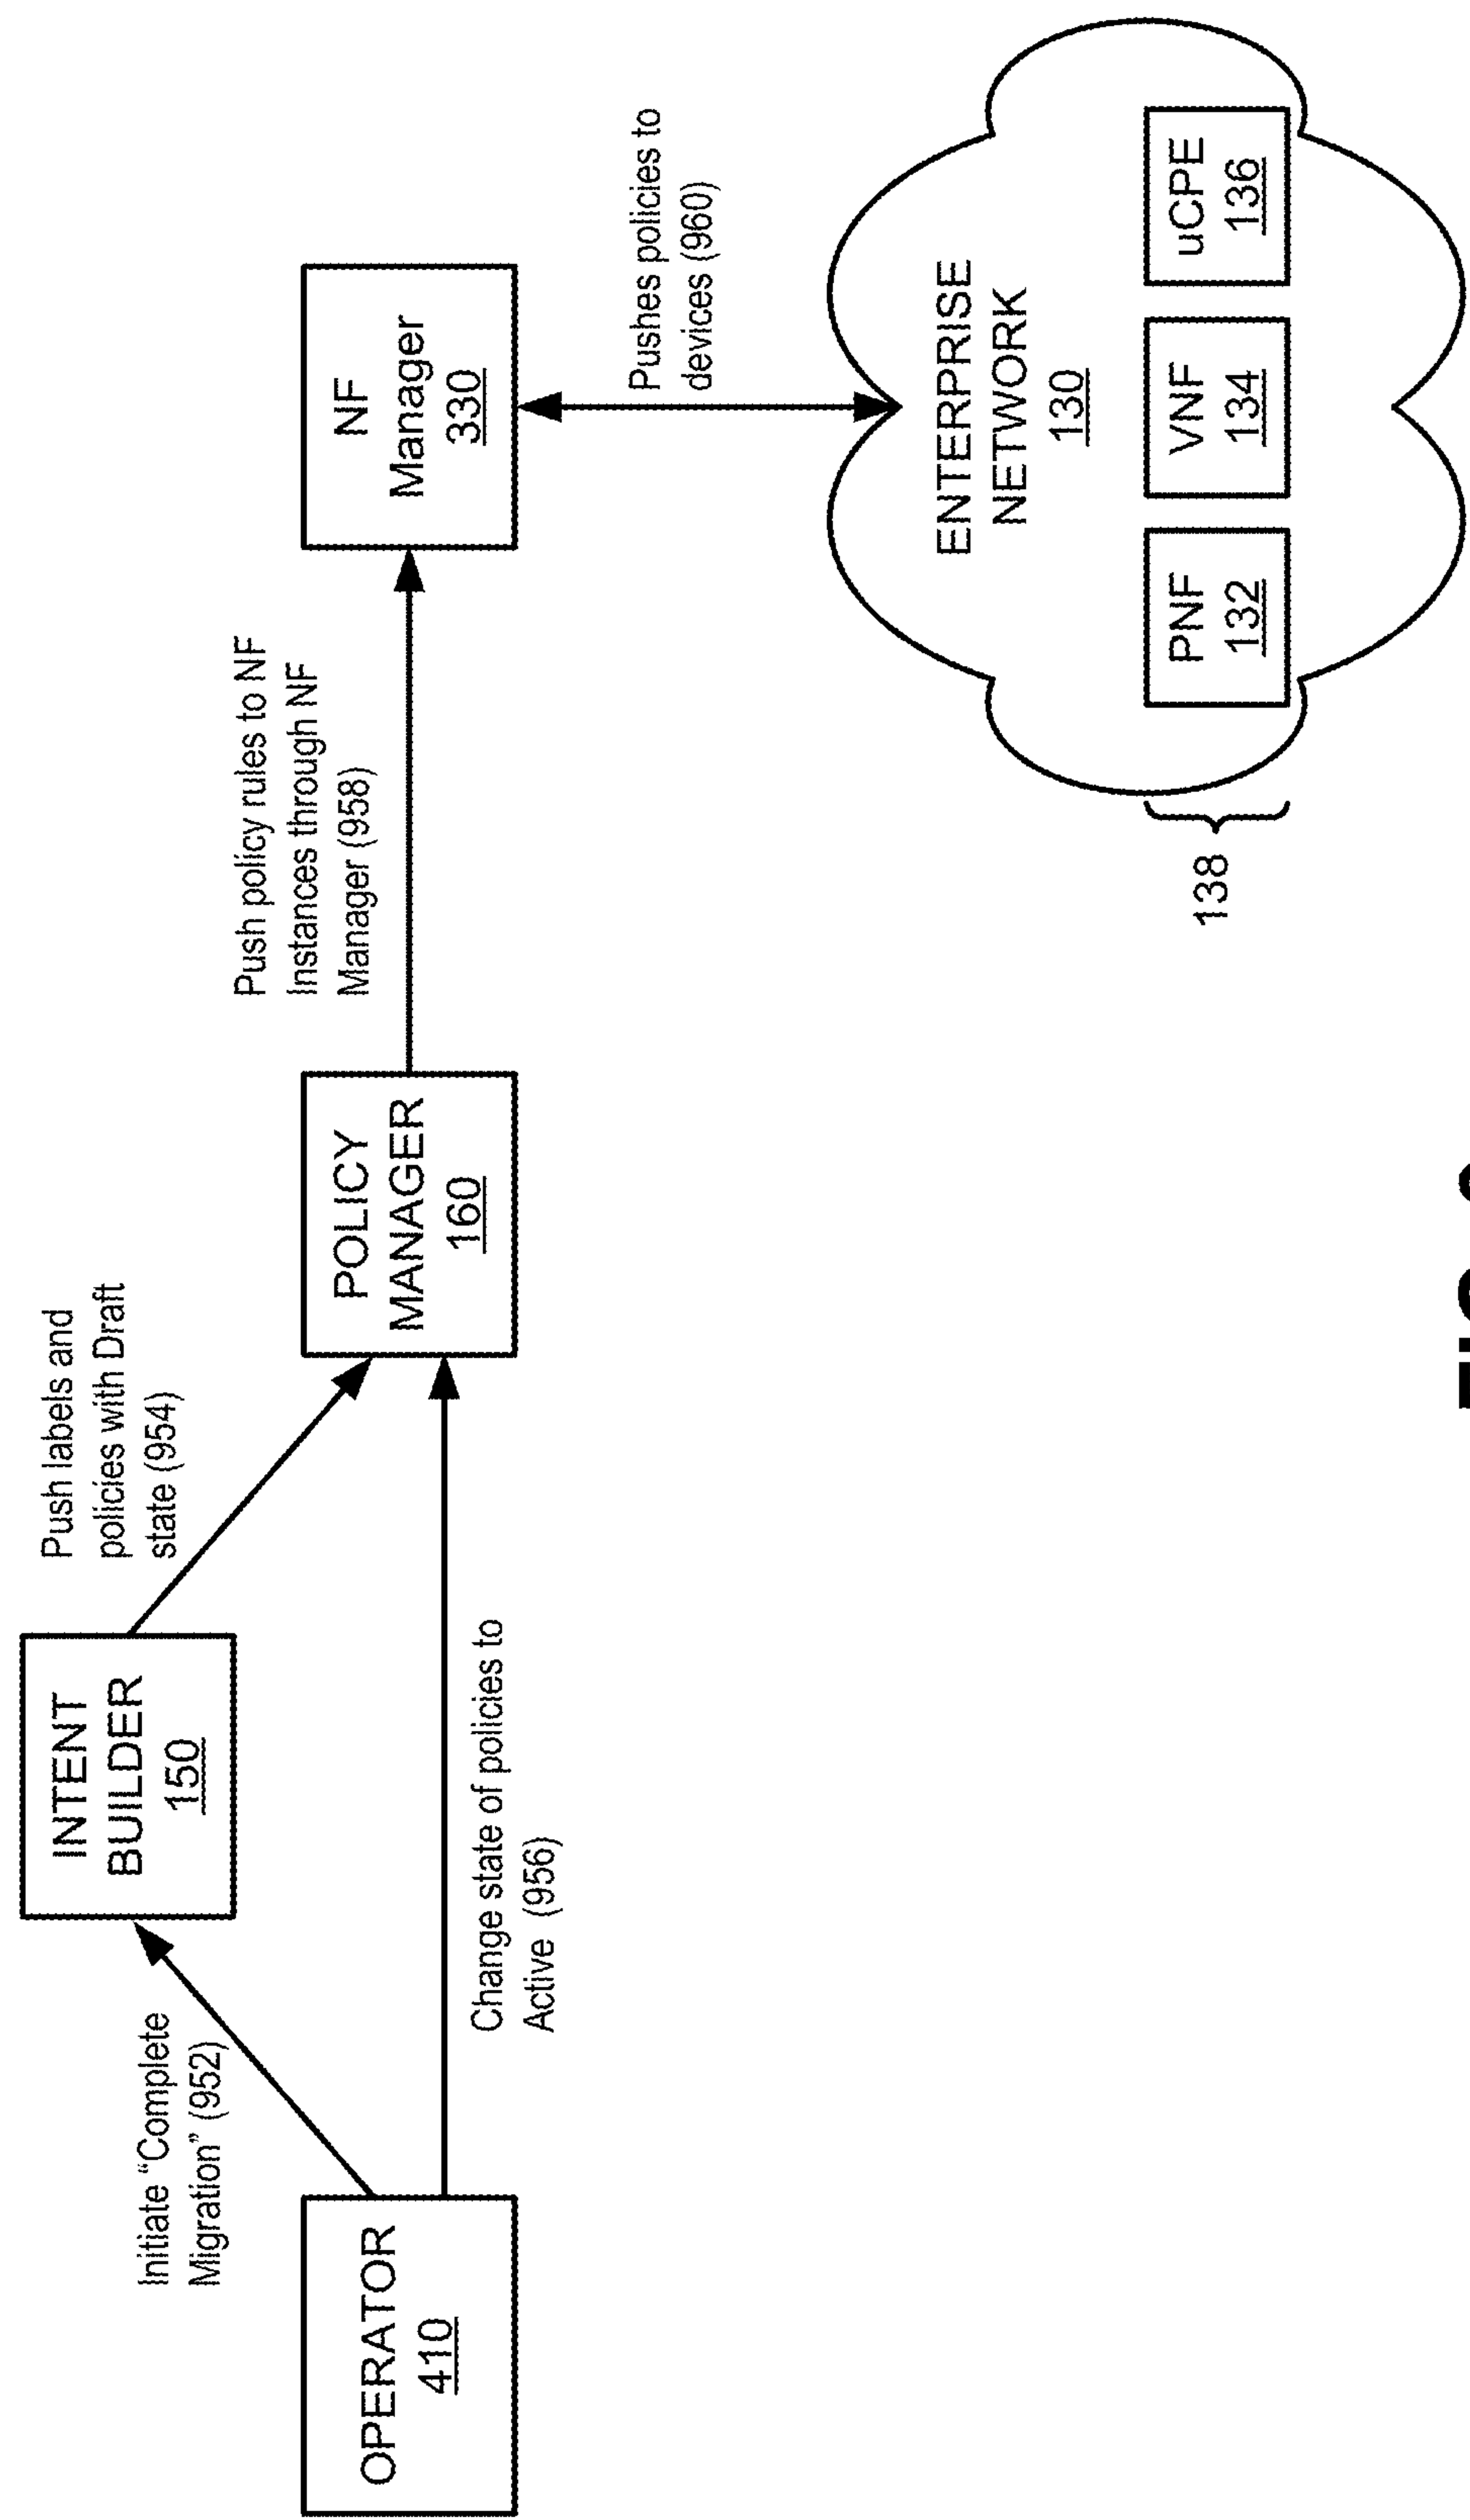 Initiate “Complete
Migration” (952)
OPERATOR
410
INTENT
BUILDER
150
Push labels and
policies with Draft
state (954)
Change state of policies to
Active (956)
POLICY
MANAGER
160
Push policy rules to NF
Instances through NF
Manager (958)
NF
Manager
330
Pushes policies to
devices (960)
ENTERPRISE
NETWORK
130
PNF
132
VNF
134
uCPE
136
138